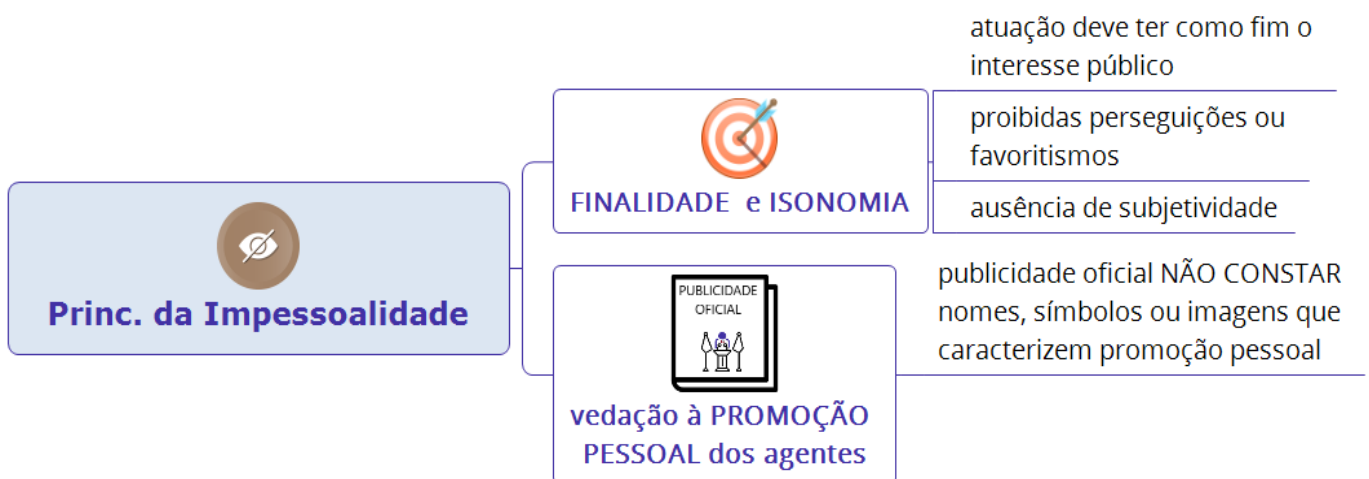 Princ. da Impessoalidade
FINALIDADE e ISONOMIA
atuação deve ter como fim o
interesse público
proibidas perseguições ou
favoritismos
ausência de subjetividade
PUBLICIDADE
OFICIAL
vedação à PROMOÇÃO
PESSOAL dos agentes
publicidade oficial NÃO CONSTAR
nomes, símbolos ou imagens que
caracterizem promoção pessoal